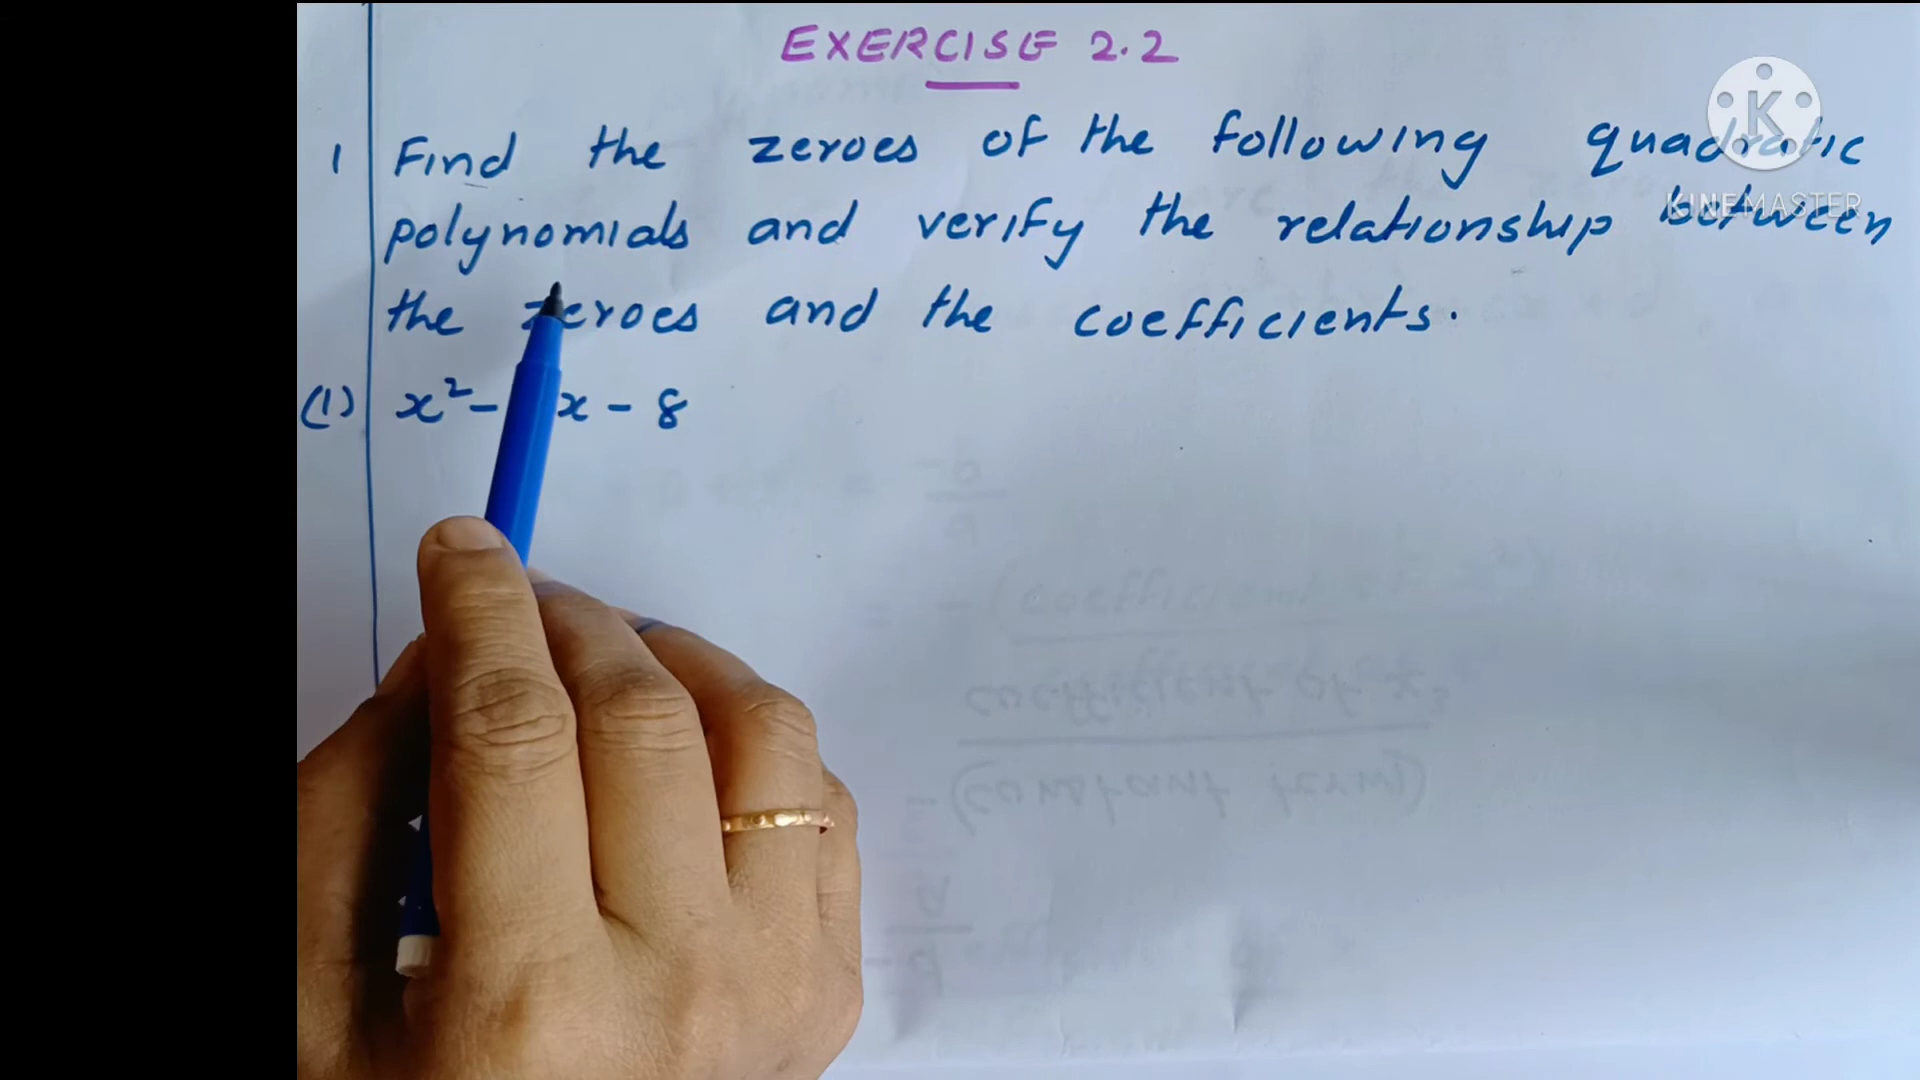 EXERCISE 2.2
1 Find the zeroes of the following quadratic
polynomials and verify the relationship between
the zeroes and the coefficients.
(1) x² - x - 8
K
KINEMASTER